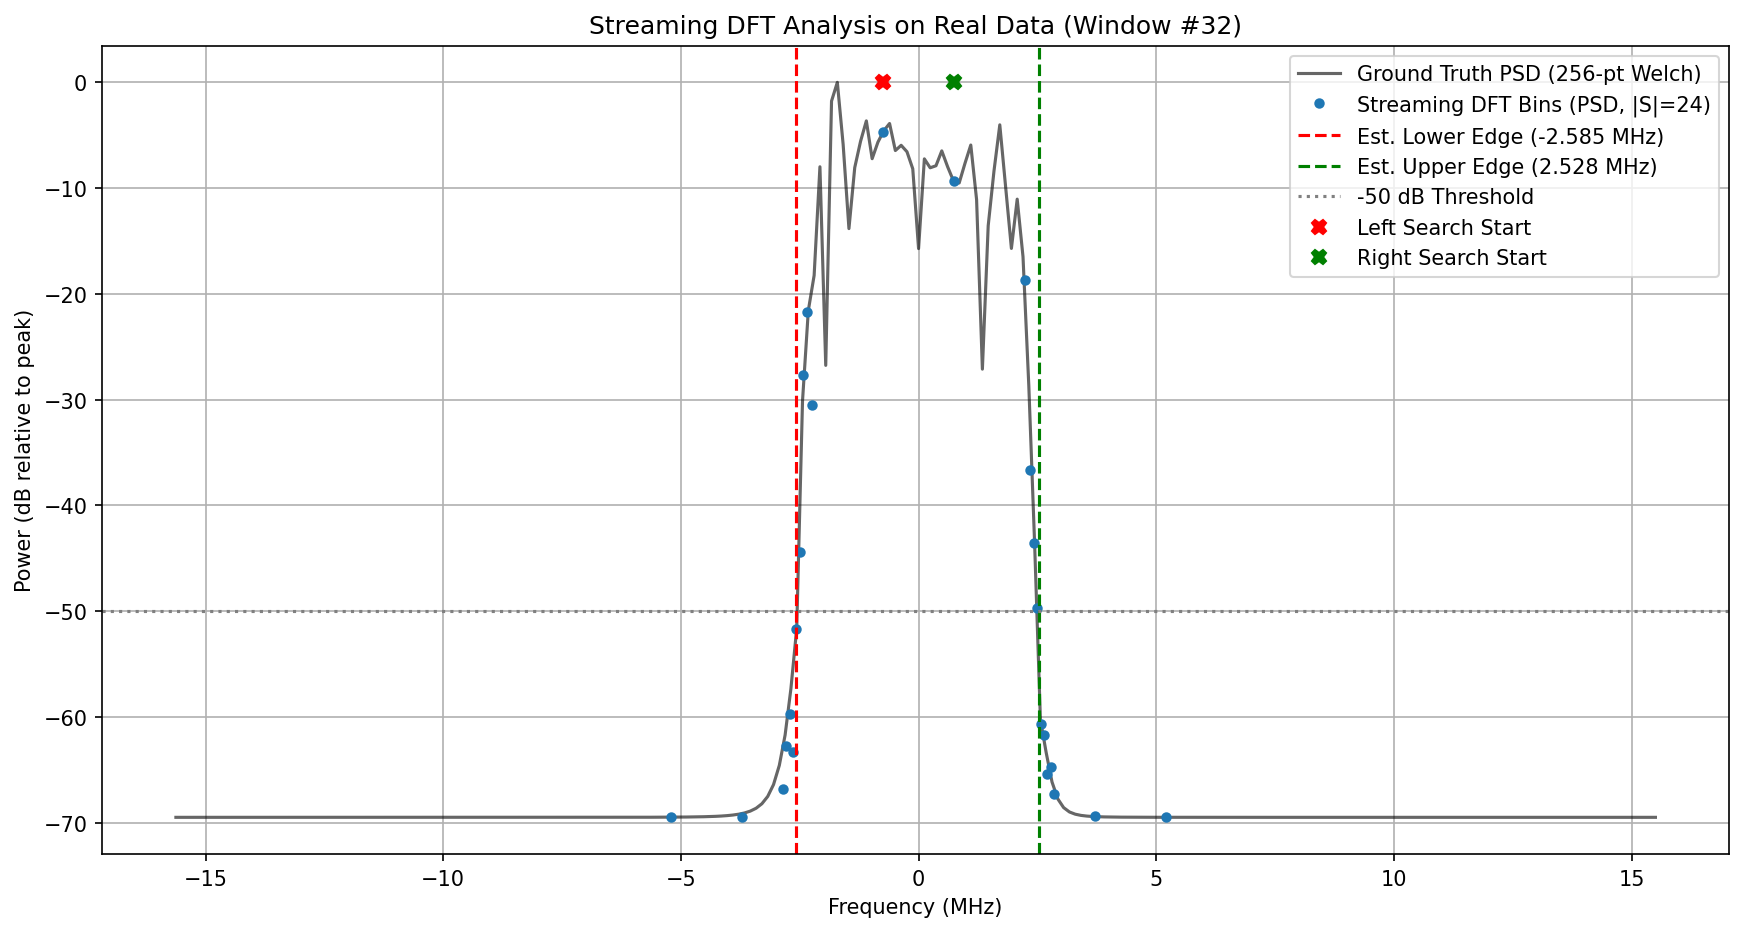 Streaming DFT Analysis on Real Data (Window #32)
Ground Truth PSD (256-pt Welch)
Streaming DFT Bins (PSD, |S|=24)
Est. Lower Edge (-2.585 MHz)
Est. Upper Edge (2.528 MHz)
-50 dB Threshold
Left Search Start
Right Search Start
Power (dB relative to peak)
0
−10
−20
−30
−40
−50
−60
−70
−15
−10
−5
0
5
10
15
Frequency (MHz)